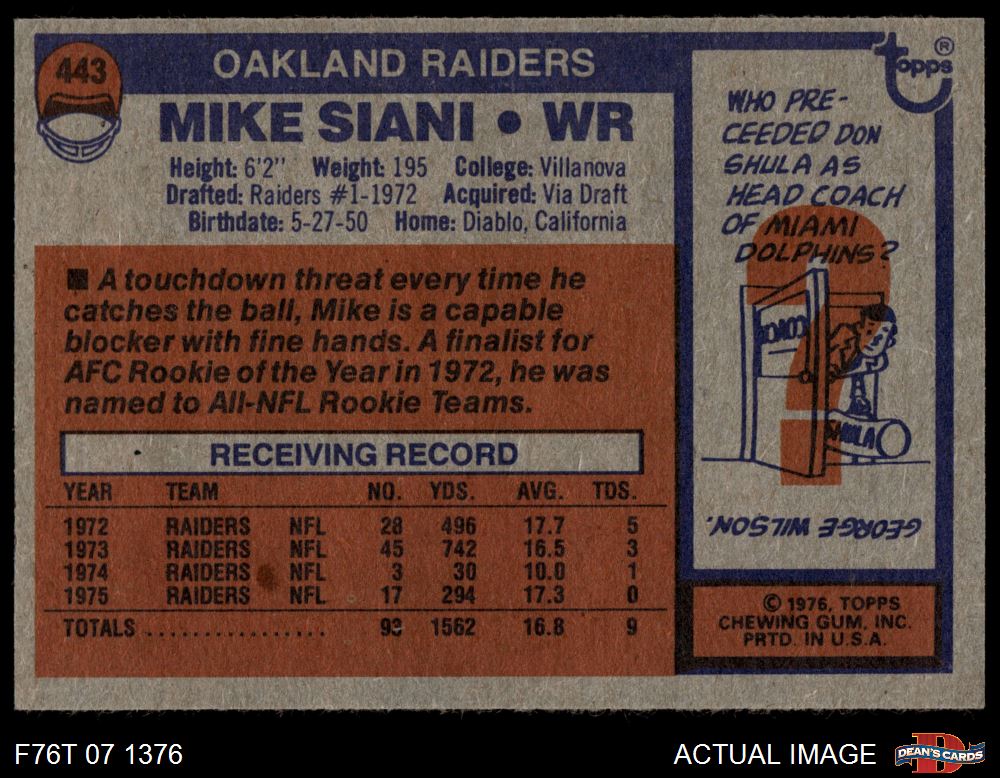 443
OAKLAND RAIDERS
MIKE SIANI • WR
Height: 6'2" Weight: 195 College: Villanova
Drafted: Raiders #1-1972 Acquired: Via Draft
Birthdate: 5-27-50 Home: Diablo, California
■ A touchdown threat every time he
catches the ball, Mike is a capable
blocker with fine hands. A finalist for
AFC Rookie of the Year in 1972, he was
named to All-NFL Rookie Teams.
RECEIVING RECORD
YEAR TEAM NO. YDS. AVG. TDS.
1972 RAIDERS NFL 28 496 17.7 5
1973 RAIDERS NFL 45 742 16.5 3
1974 RAIDERS NFL 3 30 10.0 1
1975 RAIDERS NFL 17 294 17.3 0
TOTALS ................. 93 1562 16.8 9
topps ®
WHO PRE-
CEEDED DON
SHULA AS
HEAD COACH
OF MIAMI
DOLPHINS?
COACH
SHULA
GEORGE WILSON.
© 1976, TOPPS
CHEWING GUM, INC.
PRTD. IN U.S.A.
F76T 07 1376
ACTUAL IMAGE
DEAN'S CARDS